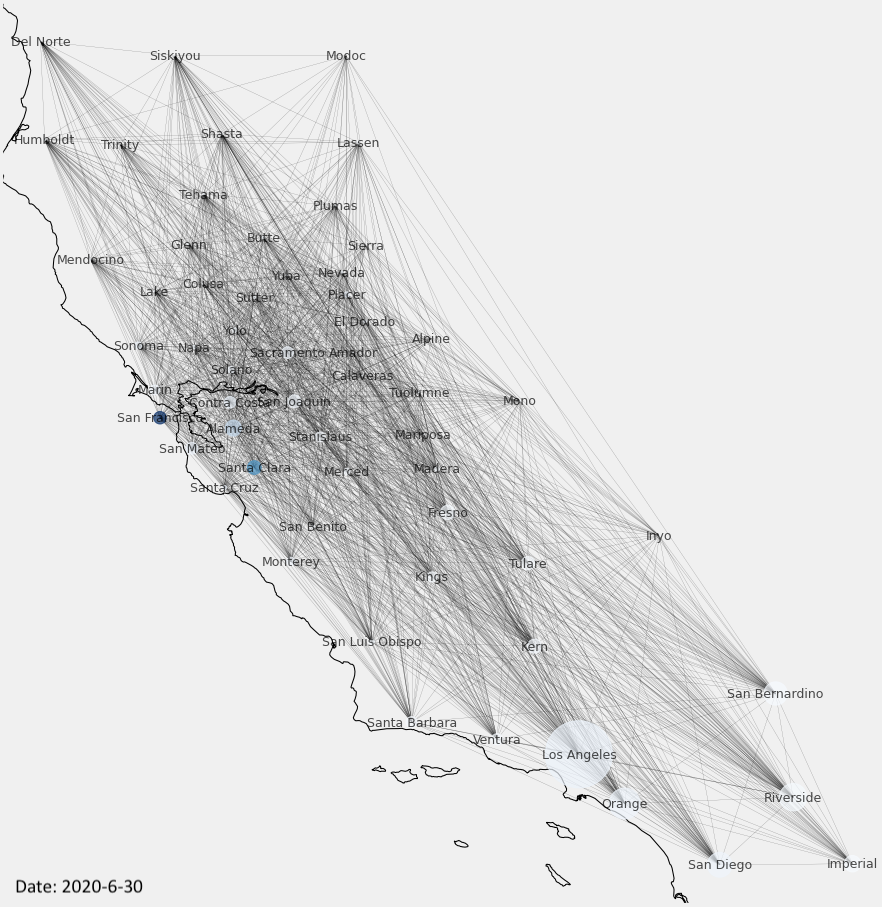 Del Norte
Siskiyou
Modoc
Humboldt
Trinity
Shasta
Lassen
Tehama
Plumas
Glenn
Butte
Sierra
Mendocino
Lake
Colusa
Yuba
Nevada
Sutter
Placer
Yolo
El Dorado
Sonoma
Napa
Sacramento
Amador
Alpine
Solano
Calaveras
Marin
Contra Costa
San Joaquin
Tuolumne
Mono
San Francisco
Alameda
Stanislaus
Mariposa
San Mateo
Santa Clara
Merced
Madera
Santa Cruz
Fresno
San Benito
Inyo
Monterey
Kings
Tulare
San Luis Obispo
Kern
San Bernardino
Santa Barbara
Ventura
Los Angeles
Orange
Riverside
San Diego
Imperial
Date: 2020-6-30